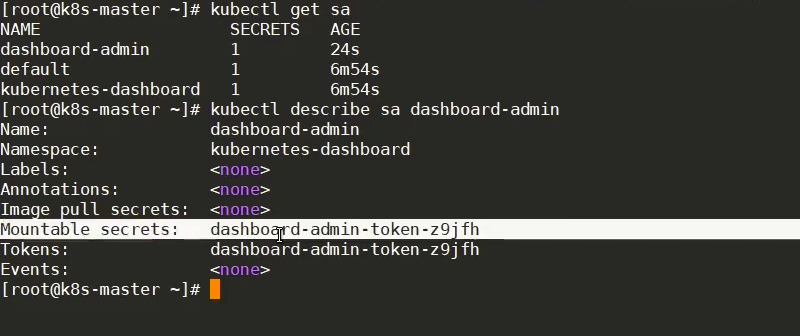 [root@k8s-master ~]# kubectl get sa
NAME                   SECRETS   AGE
dashboard-admin        1         24s
default                1         6m54s
kubernetes-dashboard   1         6m54s
[root@k8s-master ~]# kubectl describe sa dashboard-admin
Name:                dashboard-admin
Namespace:           kubernetes-dashboard
Labels:              <none>
Annotations:         <none>
Image pull secrets:  <none>
Mountable secrets:   dashboard-admin-token-z9jfh
Tokens:              dashboard-admin-token-z9jfh
Events:              <none>
[root@k8s-master ~]#